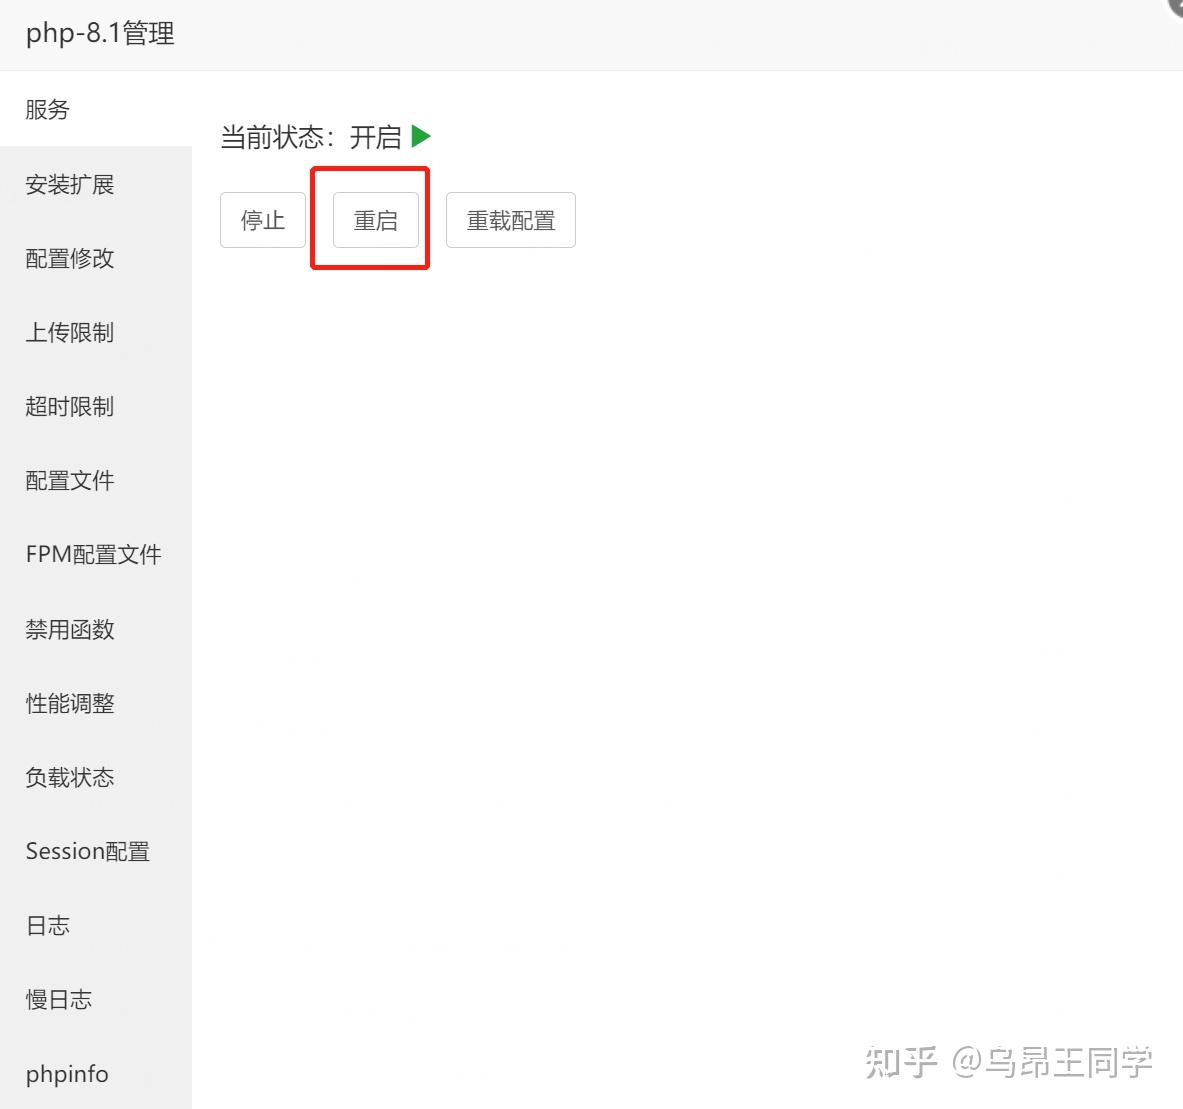 php-8.1管理
服务
当前状态：开启
停止
重启
重载配置
安装扩展
配置修改
上传限制
超时限制
配置文件
FPM配置文件
禁用函数
性能调整
负载状态
Session配置
日志
慢日志
phpinfo
知乎 @乌昂王同学